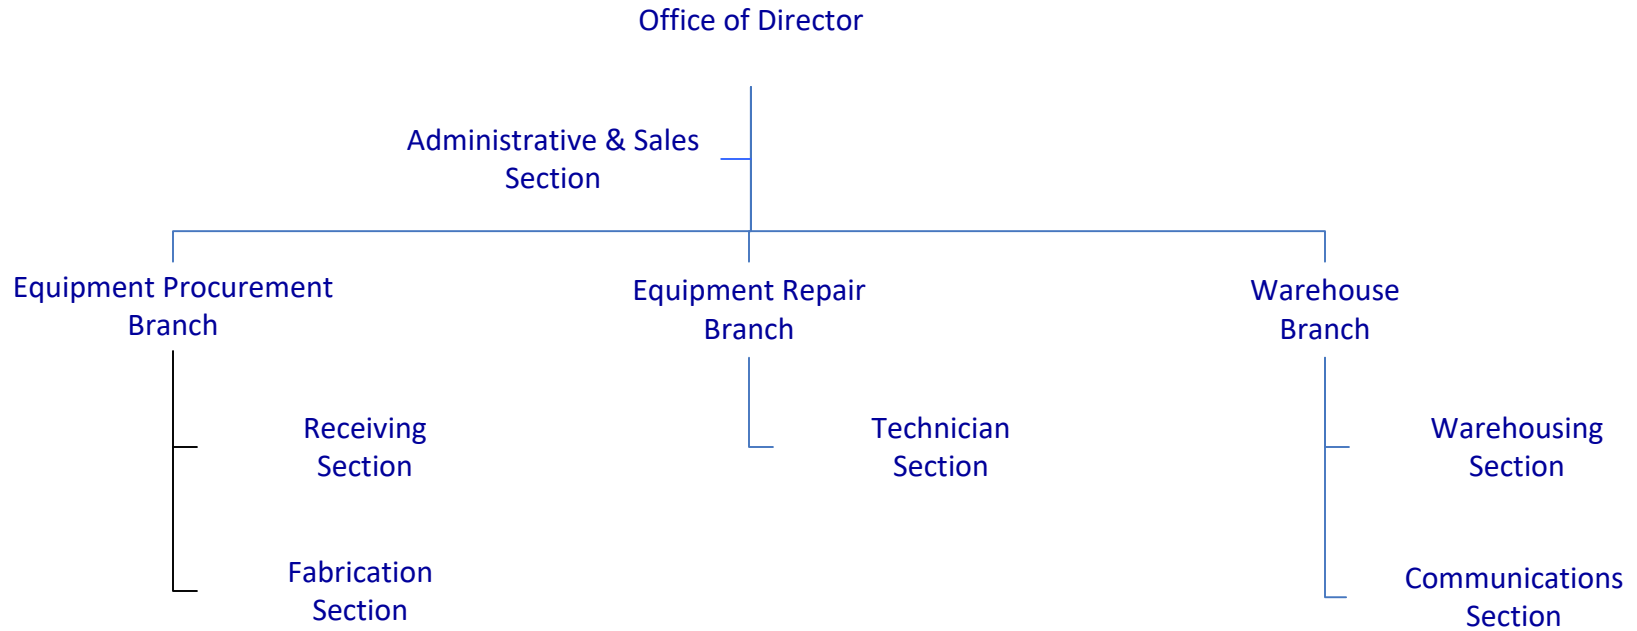 Office of Director
Administrative & Sales
Section
Equipment Procurement
Branch
Equipment Repair
Branch
Warehouse
Branch
Receiving
Section
Technician
Section
Warehousing
Section
Fabrication
Section
Communications
Section